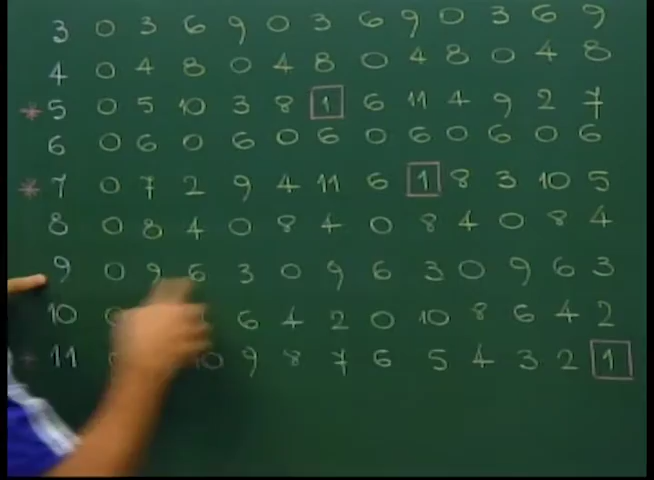 3 0 3 6 9 0 3 6 9 0 3 6 9
4 0 4 8 0 4 8 0 4 8 0 4 8
* 5 0 5 10 3 8 1 6 11 4 9 2 7
6 0 6 0 6 0 6 0 6 0 6 0 6
* 7 0 7 2 9 4 11 6 1 8 3 10 5
8 0 8 4 0 8 4 0 8 4 0 8 4
9 0 9 6 3 0 9 6 3 0 9 6 3
10 0 6 4 2 0 10 8 6 4 2
* 11 0 10 9 8 7 6 5 4 3 2 1